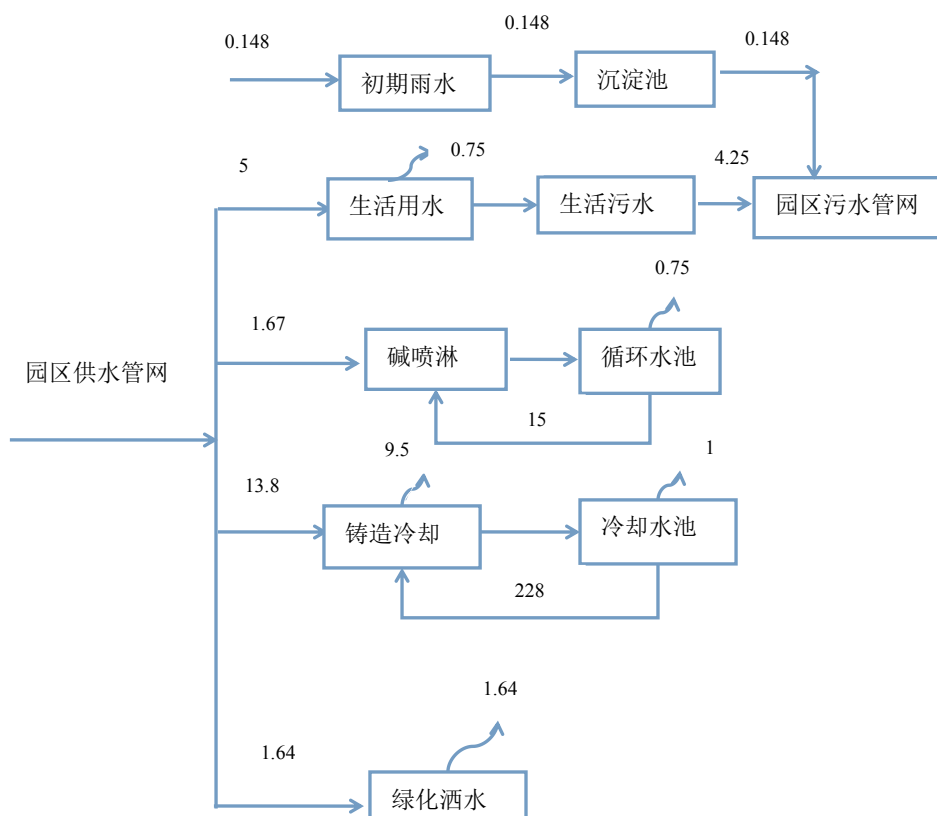 0.148
0.148
0.148
初期雨水
沉淀池
5
0.75
4.25
生活用水
生活污水
园区污水管网
1.67
0.75
碱喷淋
循环水池
15
园区供水管网
13.8
9.5
1
铸造冷却
冷却水池
228
1.64
1.64
绿化洒水